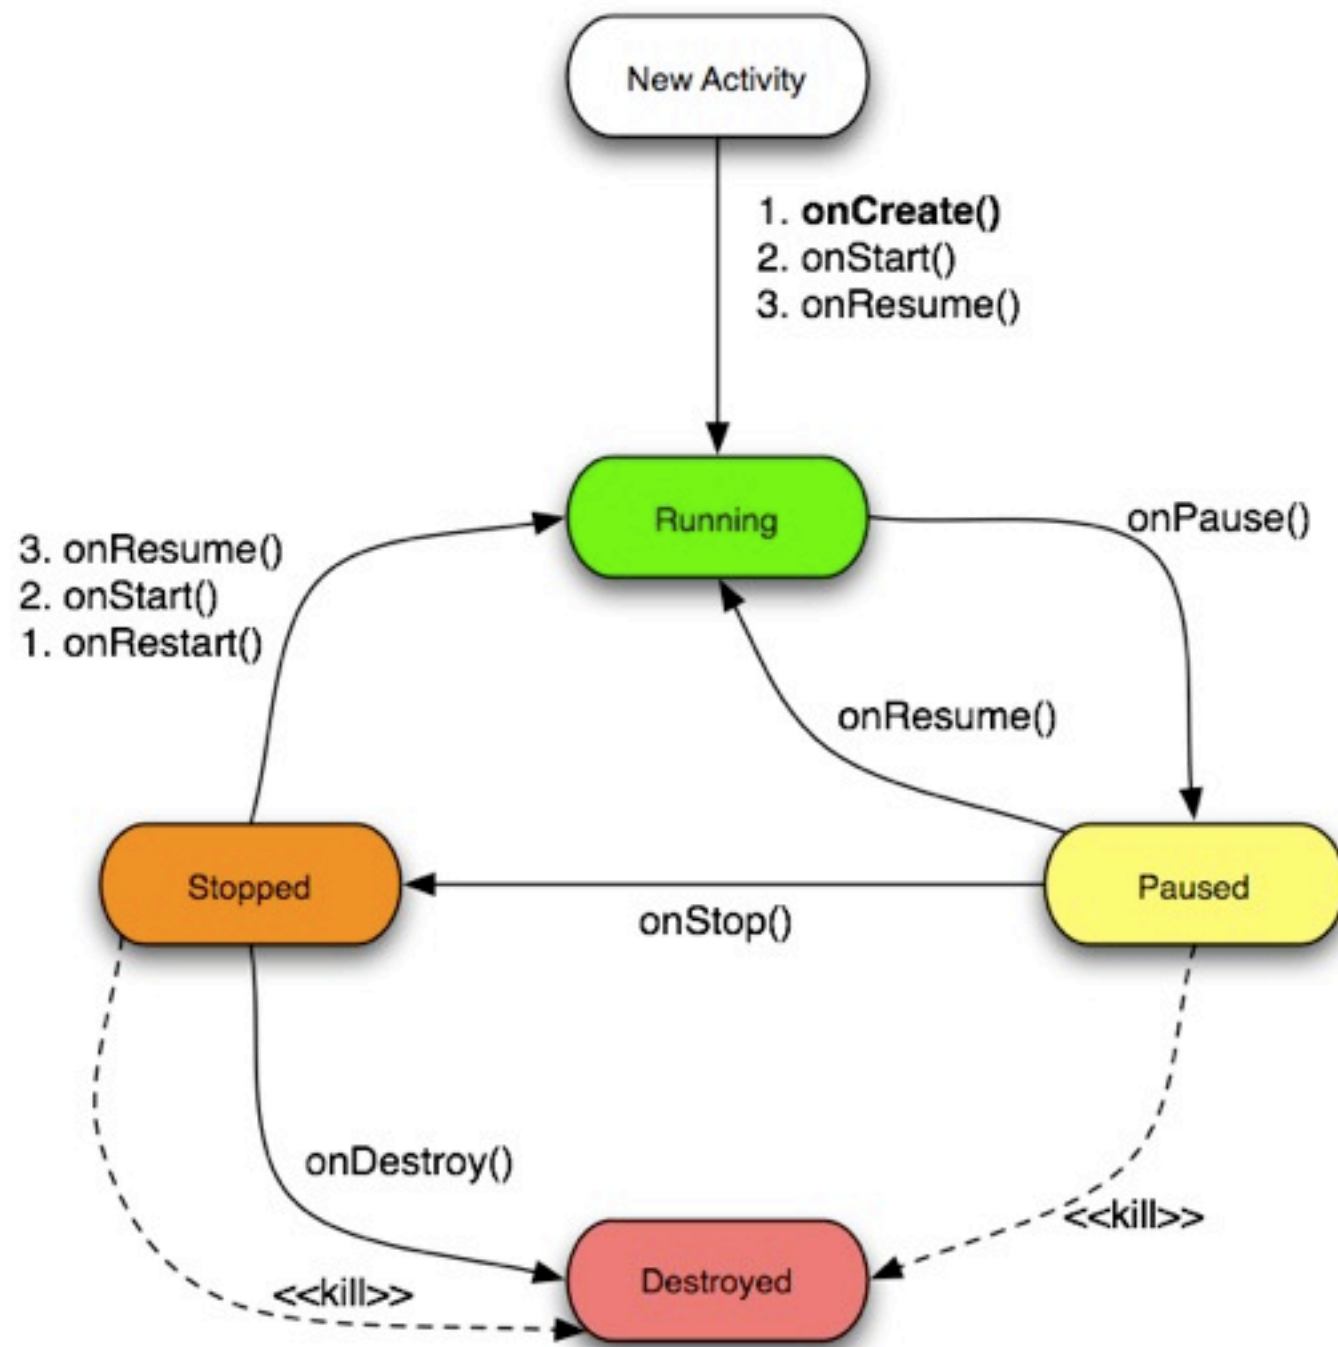 New Activity
1. onCreate()
2. onStart()
3. onResume()
Running
onPause()
3. onResume()
2. onStart()
1. onRestart()
onResume()
Stopped
onStop()
Paused
onDestroy()
<<kill>>
<<kill>>
Destroyed